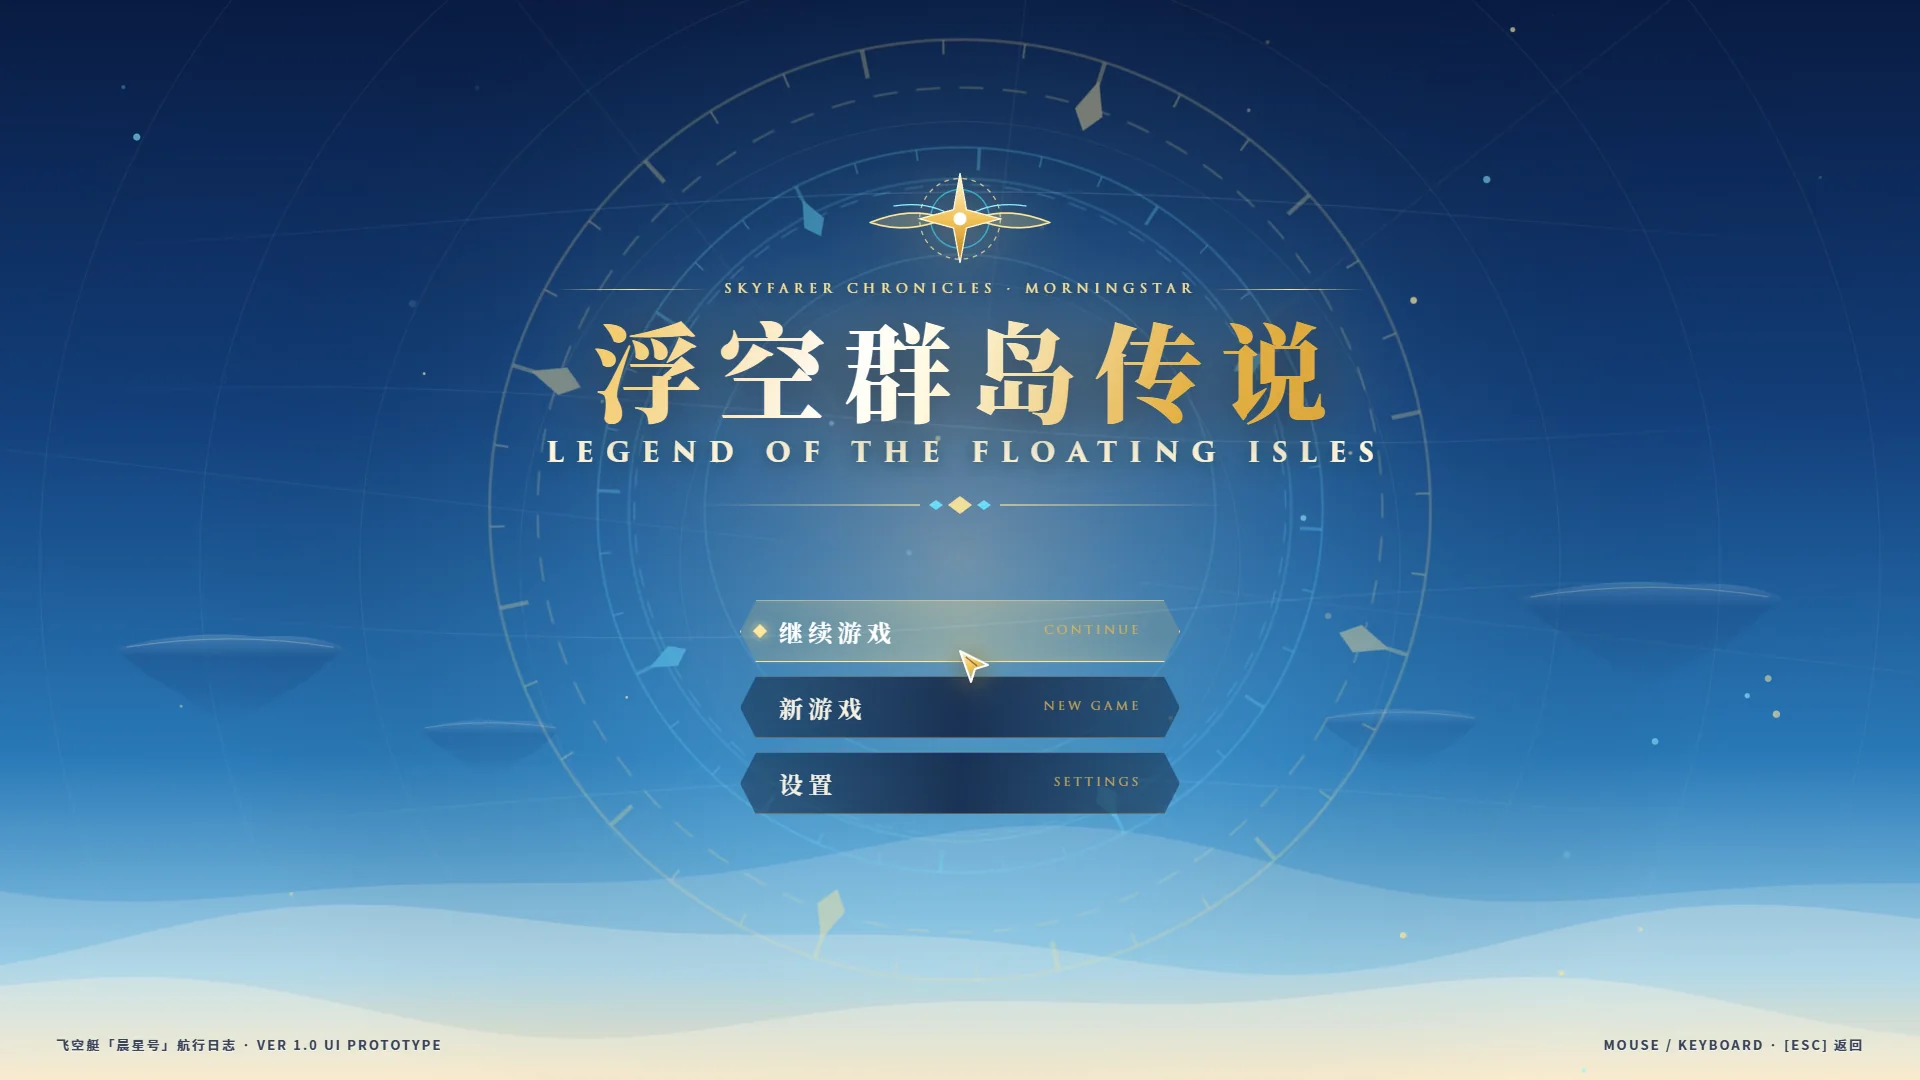 SKYFARER CHRONICLES · MORNINGSTAR
浮空群岛传说
LEGEND OF THE FLOATING ISLES
继续游戏 CONTINUE
新游戏 NEW GAME
设置 SETTINGS
飞空艇「晨星号」航行日志 · VER 1.0 UI PROTOTYPE
MOUSE / KEYBOARD · [ESC] 返回